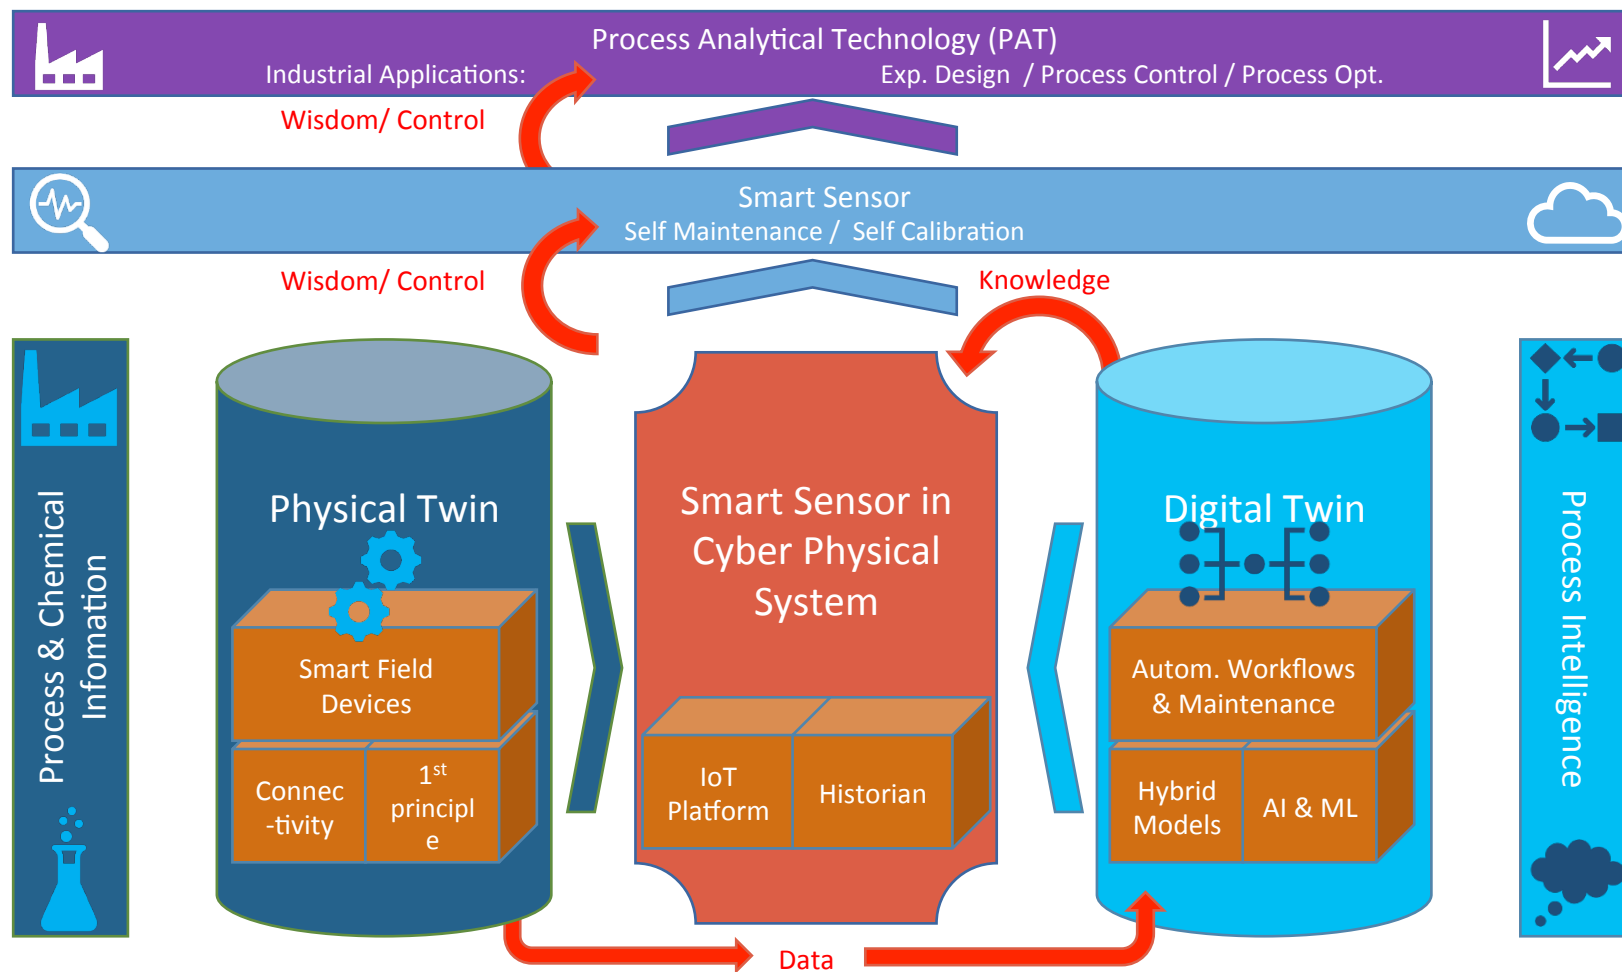 Process Analytical Technology (PAT)
Industrial Applications:
Exp. Design / Process Control / Process Opt.
Wisdom/ Control
Smart Sensor
Self Maintenance / Self Calibration
Wisdom/ Control
Knowledge
Process & Chemical
Infomation
Physical Twin
Smart Field
Devices
Connec
-tivity
1st
principl
e
Smart Sensor in
Cyber Physical
System
IoT
Platform
Historian
Digital Twin
Autom. Workflows
& Maintenance
Hybrid
Models
AI & ML
Process Intelligence
Data